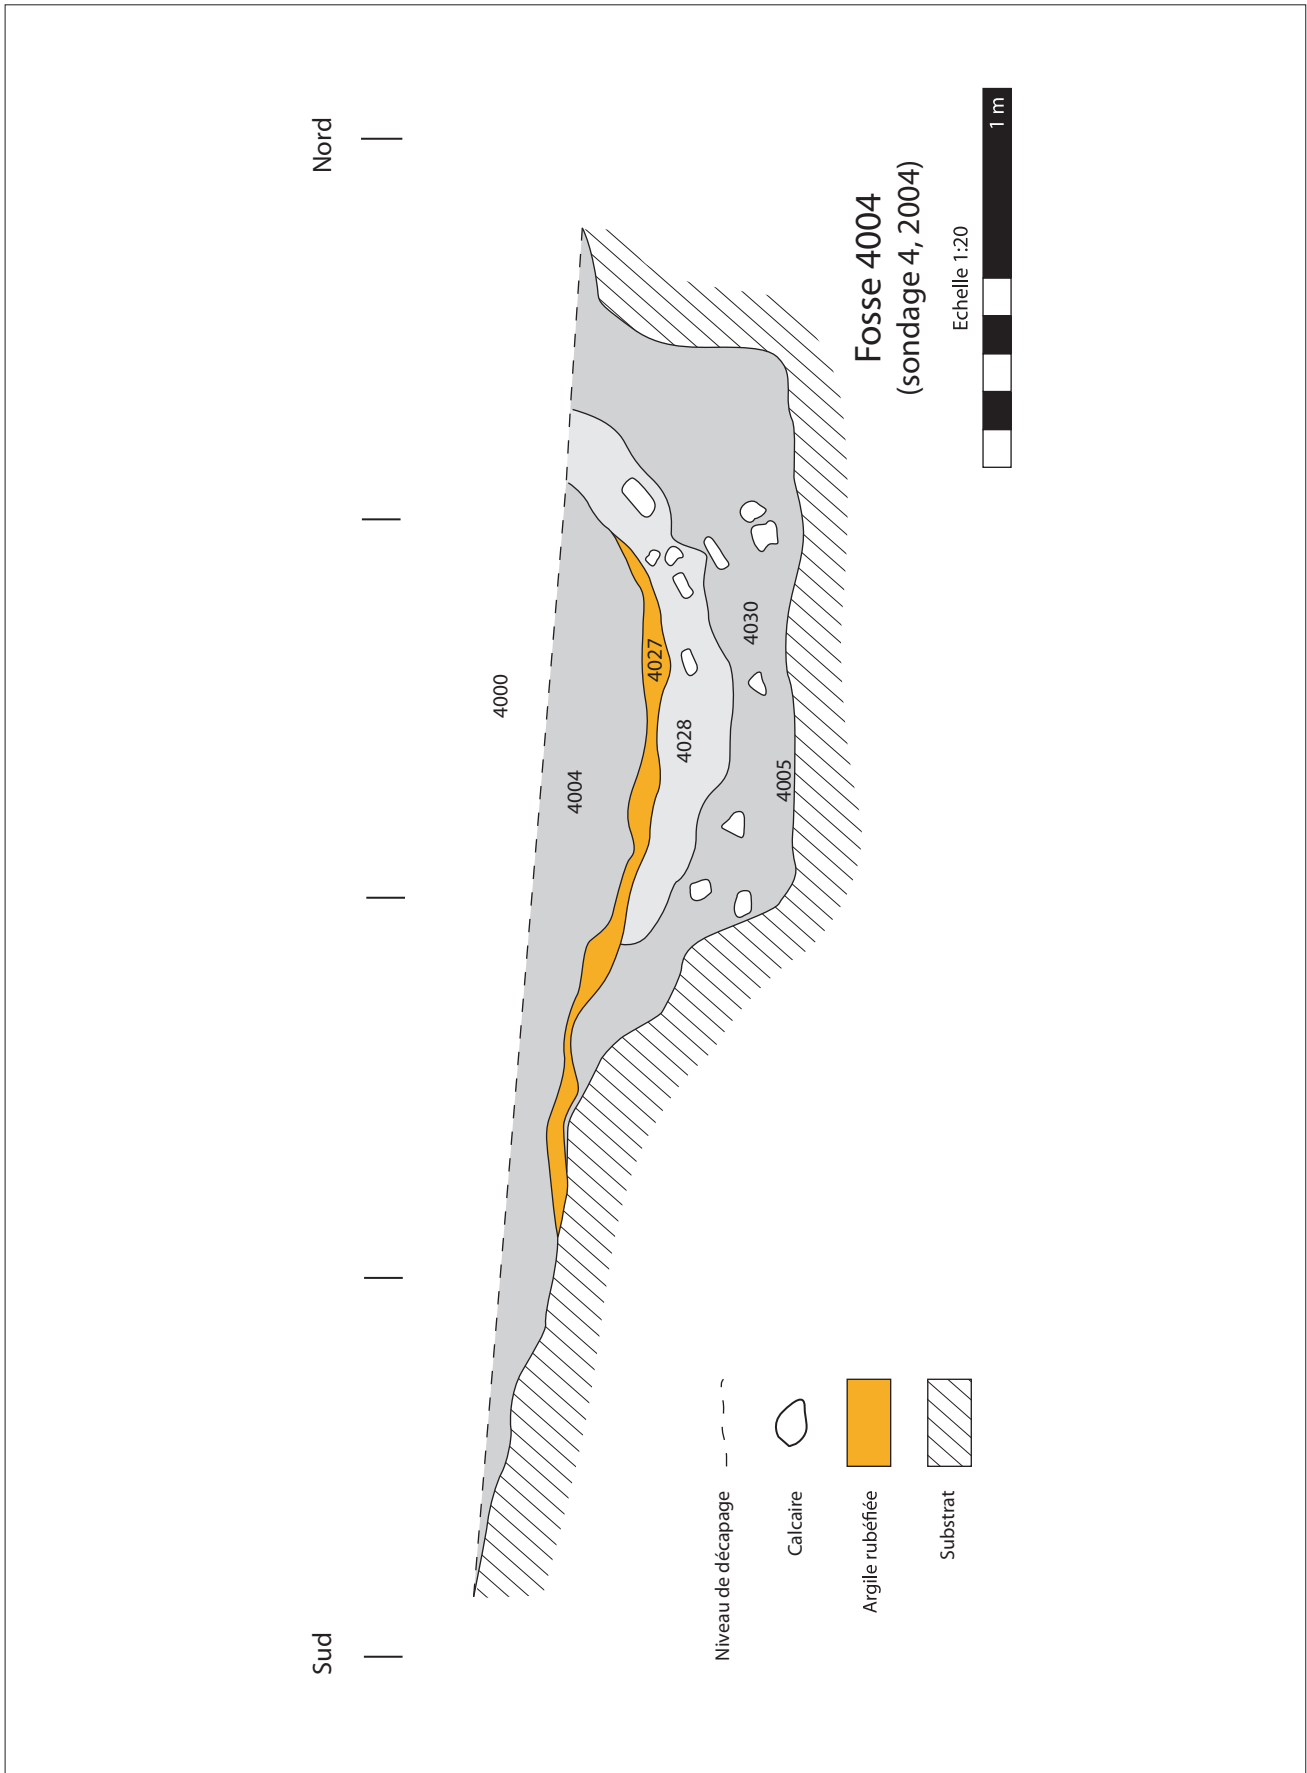 Sud
Nord
4000
4004
4027
4028
4030
4005
Fosse 4004
(sondage 4, 2004)
Echelle 1:20
1 m
Niveau de décapage
Calcaire
Argile rubéfiée
Substrat